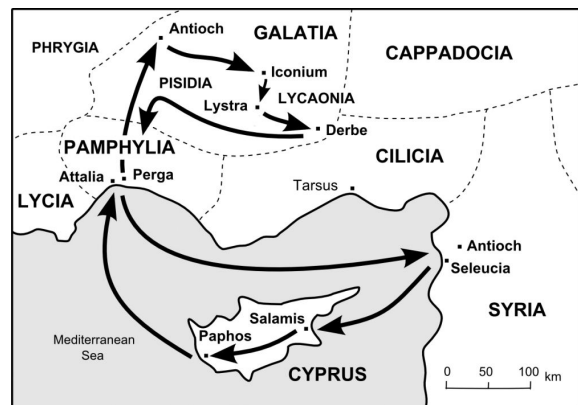 Antioch
GALATIA
PHRYGIA
CAPPADOCIA
Iconium
PISIDIA
Lystra
LYCAONIA
Derbe
PAMPHYLIA
CILICIA
Attalia
Perga
Tarsus
LYCIA
Antioch
Seleucia
SYRIA
Salamis
Paphos
Mediterranean
Sea
CYPRUS
0 50 100
km